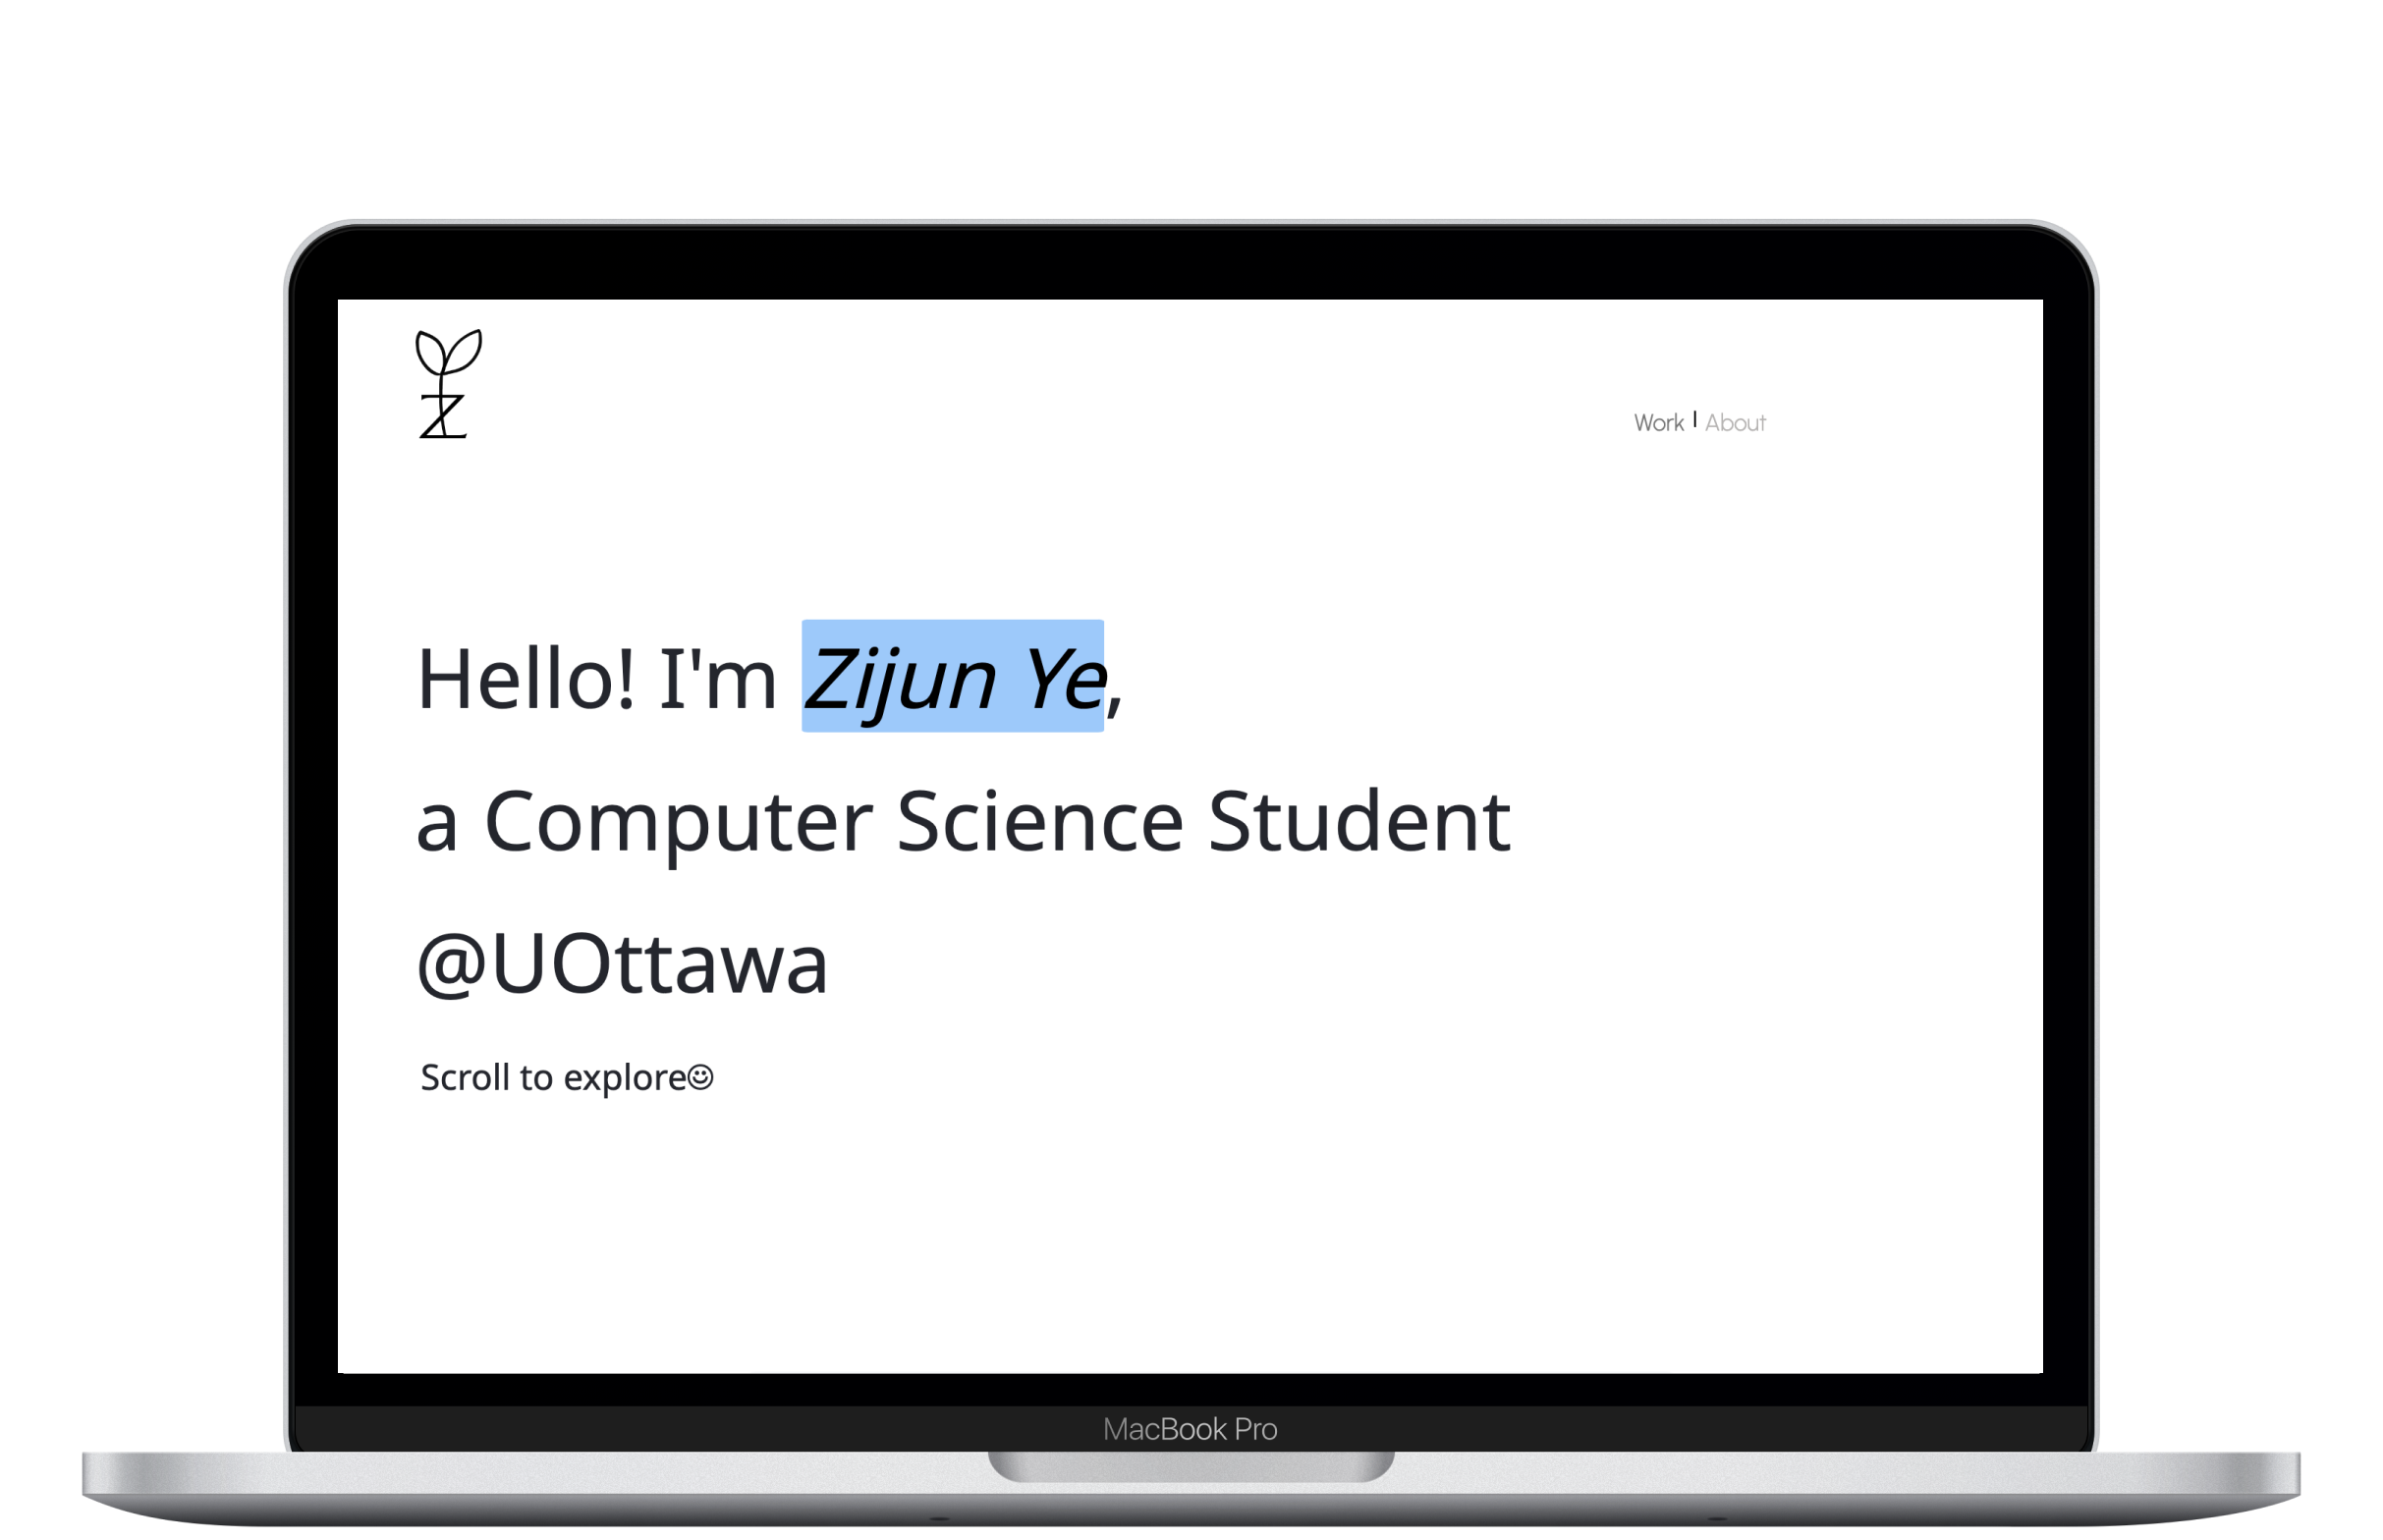 Z
Work | About
Hello! I'm Zijun Ye,
a Computer Science Student
@UOttawa
Scroll to explore☺
MacBook Pro